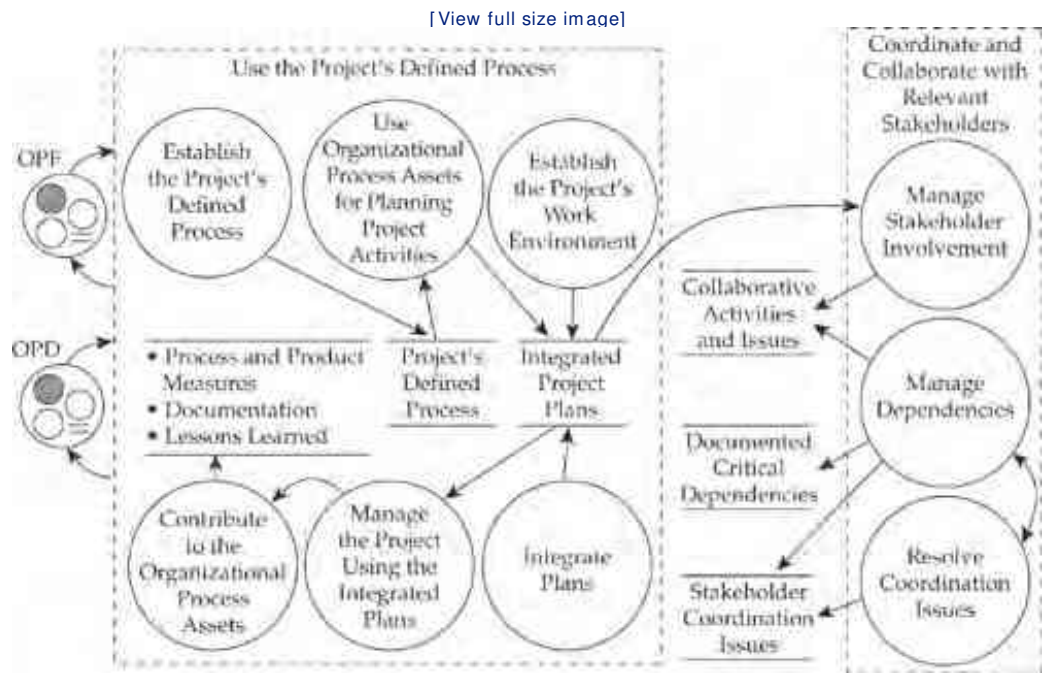 [View full size image]
Use the Project's Defined Process
Coordinate and
Collaborate with
Relevant
Stakeholders
OPF
Establish
the Project's
Defined
Process
Use
Organizational
Process Assets
for Planning
Project
Activities
Establish
the Project's
Work
Environment
Manage
Stakeholder
Involvement
Collaborative
Activities
and Issues
OPD
• Process and Product
Measures
• Documentation
• Lessons Learned
Project's
Defined
Process
Integrated
Project
Plans
Manage
Dependencies
Documented
Critical
Dependencies
Contribute
to the
Organizational
Process
Assets
Manage
the Project
Using the
Integrated
Plans
Integrate
Plans
Stakeholder
Coordination
Issues
Resolve
Coordination
Issues